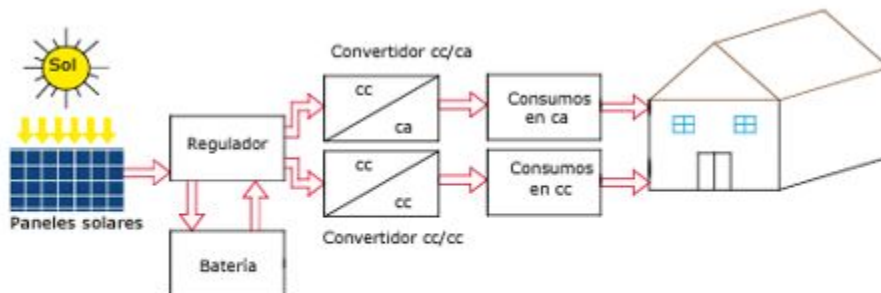 Sol
Paneles solares
Regulador
Batería
Convertidor cc/ca
cc
ca
Consumos
en ca
cc
cc
Convertidor cc/cc
Consumos
en cc